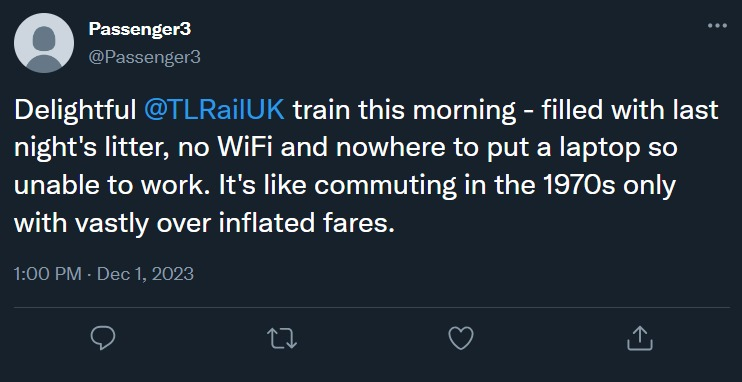 Passenger3
@Passenger3
Delightful @TLRailUK train this morning - filled with last
night's litter, no WiFi and nowhere to put a laptop so
unable to work. It's like commuting in the 1970s only
with vastly over inflated fares.
1:00 PM · Dec 1, 2023